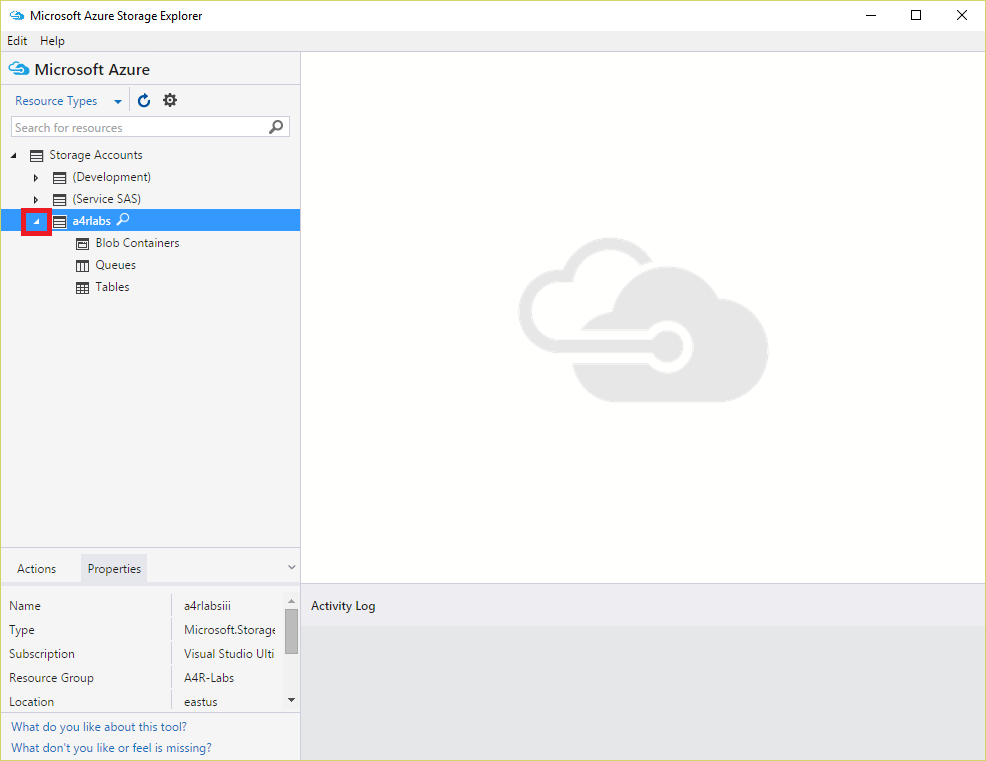 Microsoft Azure Storage Explorer
Edit Help
Microsoft Azure
Resource Types
Search for resources
Storage Accounts
(Development)
(Service SAS)
a4rlabs
Blob Containers
Queues
Tables
Actions Properties
Name a4rlabsiii
Type Microsoft.Storage
Subscription Visual Studio Ulti
Resource Group A4R-Labs
Location eastus
What do you like about this tool?
What don't you like or feel is missing?
Activity Log